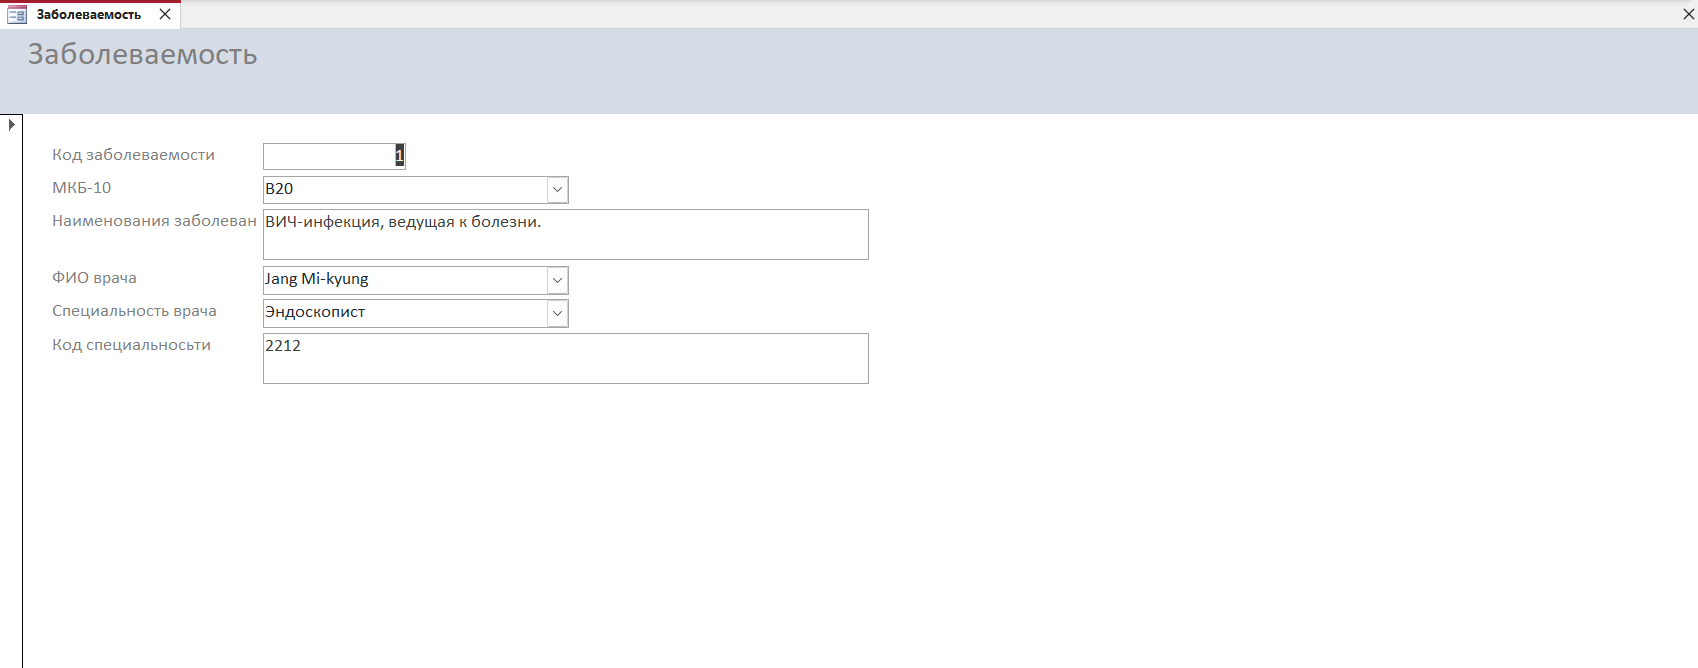 Заболеваемость
Заболеваемость
Код заболеваемости 1
МКБ-10 B20
Наименования заболеван ВИЧ-инфекция, ведущая к болезни.
ФИО врача Jang Mi-kyung
Специальность врача Эндоскопист
Код специальносьти 2212